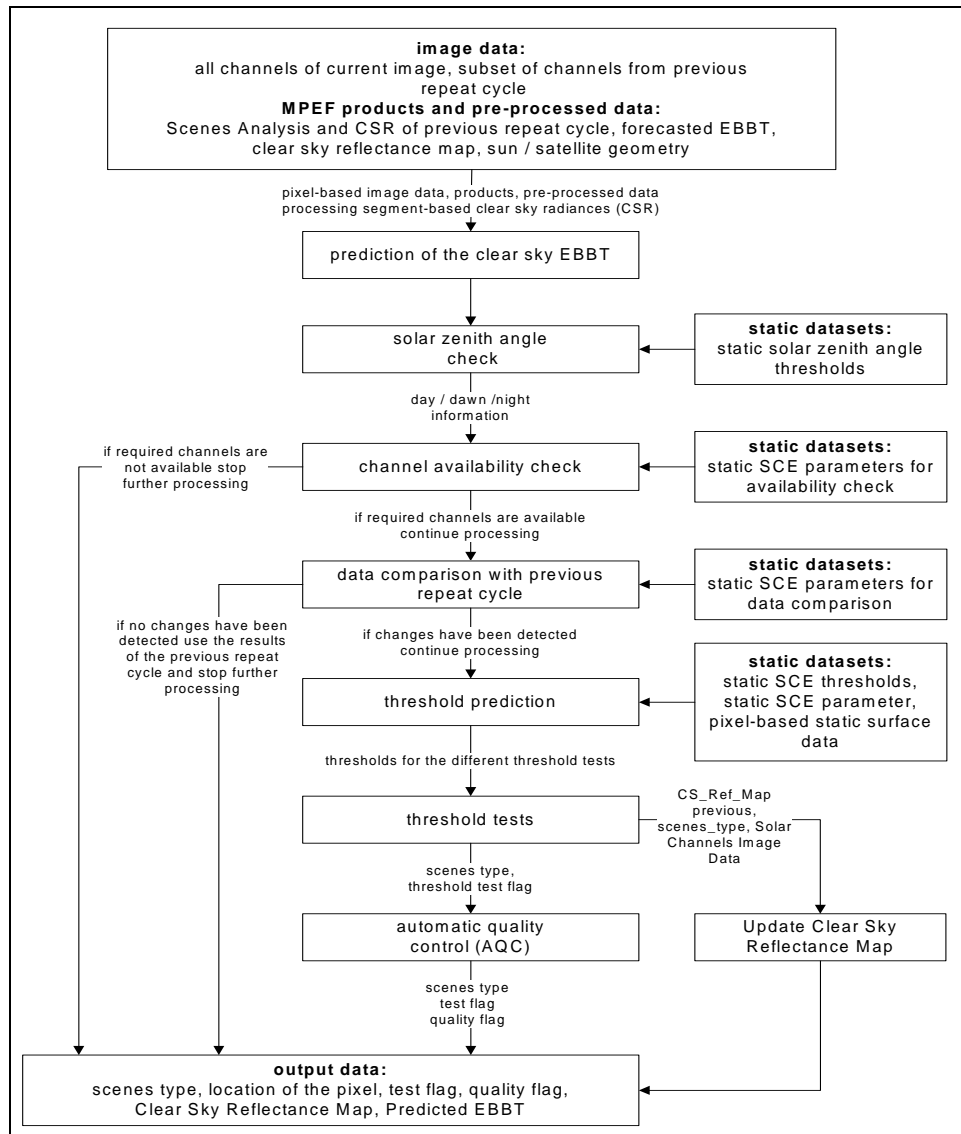 image data:
all channels of current image, subset of channels from previous
repeat cycle
MPEF products and pre-processed data:
Scenes Analysis and CSR of previous repeat cycle, forecasted EBBT,
clear sky reflectance map, sun / satellite geometry
pixel-based image data, products, pre-processed data
processing segment-based clear sky radiances (CSR)
prediction of the clear sky EBBT
solar zenith angle
check
static datasets:
static solar zenith angle
thresholds
day / dawn /night
information
if required channels are
not available stop
further processing
channel availability check
static datasets:
static SCE parameters for
availability check
if required channels are available
continue processing
data comparison with previous
repeat cycle
static datasets:
static SCE parameters for
data comparison
if no changes have been
detected use the results
of the previous repeat
cycle and stop further
processing
if changes have been detected
continue processing
threshold prediction
static datasets:
static SCE thresholds,
static SCE parameter,
pixel-based static surface
data
thresholds for the different threshold tests
threshold tests
CS_Ref_Map
previous,
scenes_type, Solar
Channels Image
Data
scenes type,
threshold test flag
automatic quality
control (AQC)
Update Clear Sky
Reflectance Map
scenes type
test flag
quality flag
output data:
scenes type, location of the pixel, test flag, quality flag,
Clear Sky Reflectance Map, Predicted EBBT